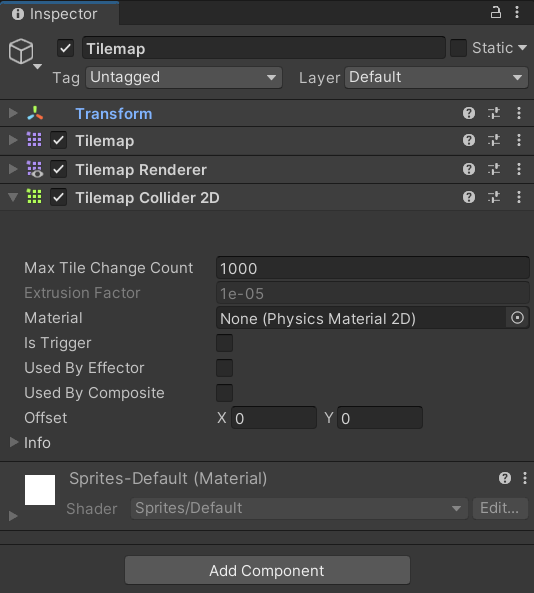 Inspector
Tilemap Static
Tag Untagged Layer Default
Transform
Tilemap
Tilemap Renderer
Tilemap Collider 2D
Max Tile Change Count 1000
Extrusion Factor 1e-05
Material None (Physics Material 2D)
Is Trigger
Used By Effector
Used By Composite
Offset X 0 Y 0
Info
Sprites-Default (Material)
Shader Sprites/Default Edit...
Add Component